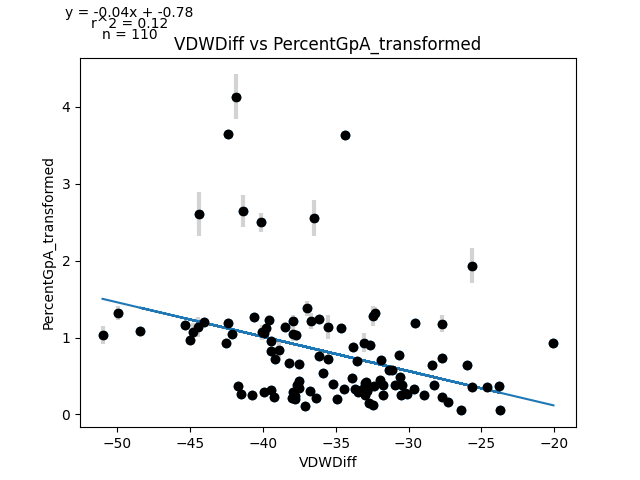 y = -0.04x + -0.78
r^2 = 0.12
n = 110
VDWDiff vs PercentGpA_transformed
PercentGpA_transformed
4
3
2
1
0
−50 −45 −40 −35 −30 −25 −20
VDWDiff